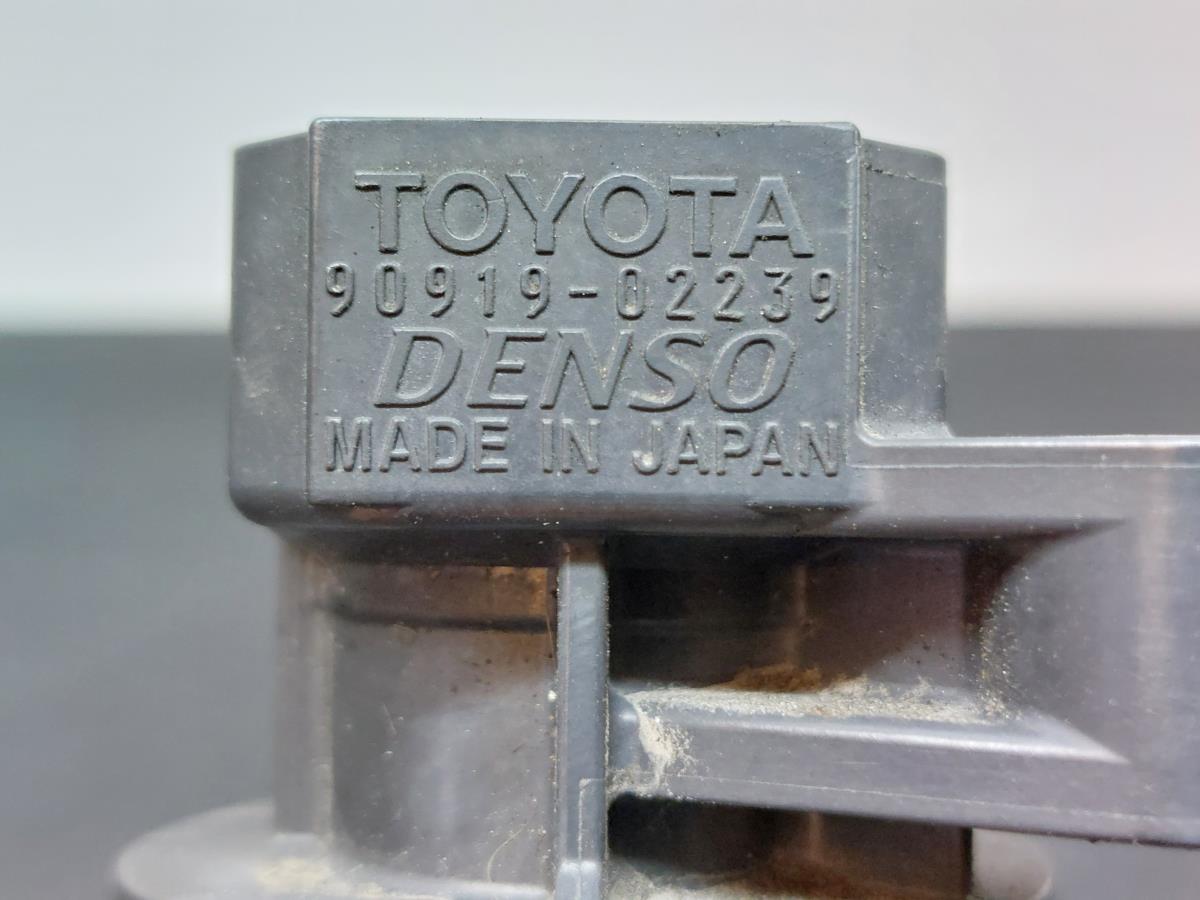 TOYOTA
90919-02239
DENSO
MADE IN JAPAN